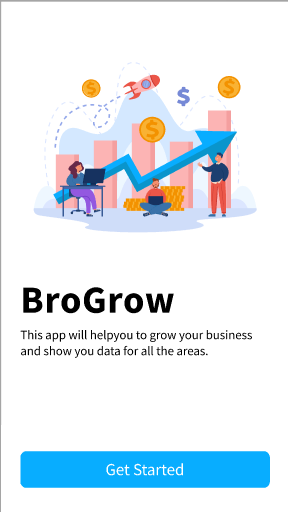 BroGrow
This app will helpyou to grow your business
and show you data for all the areas.
Get Started